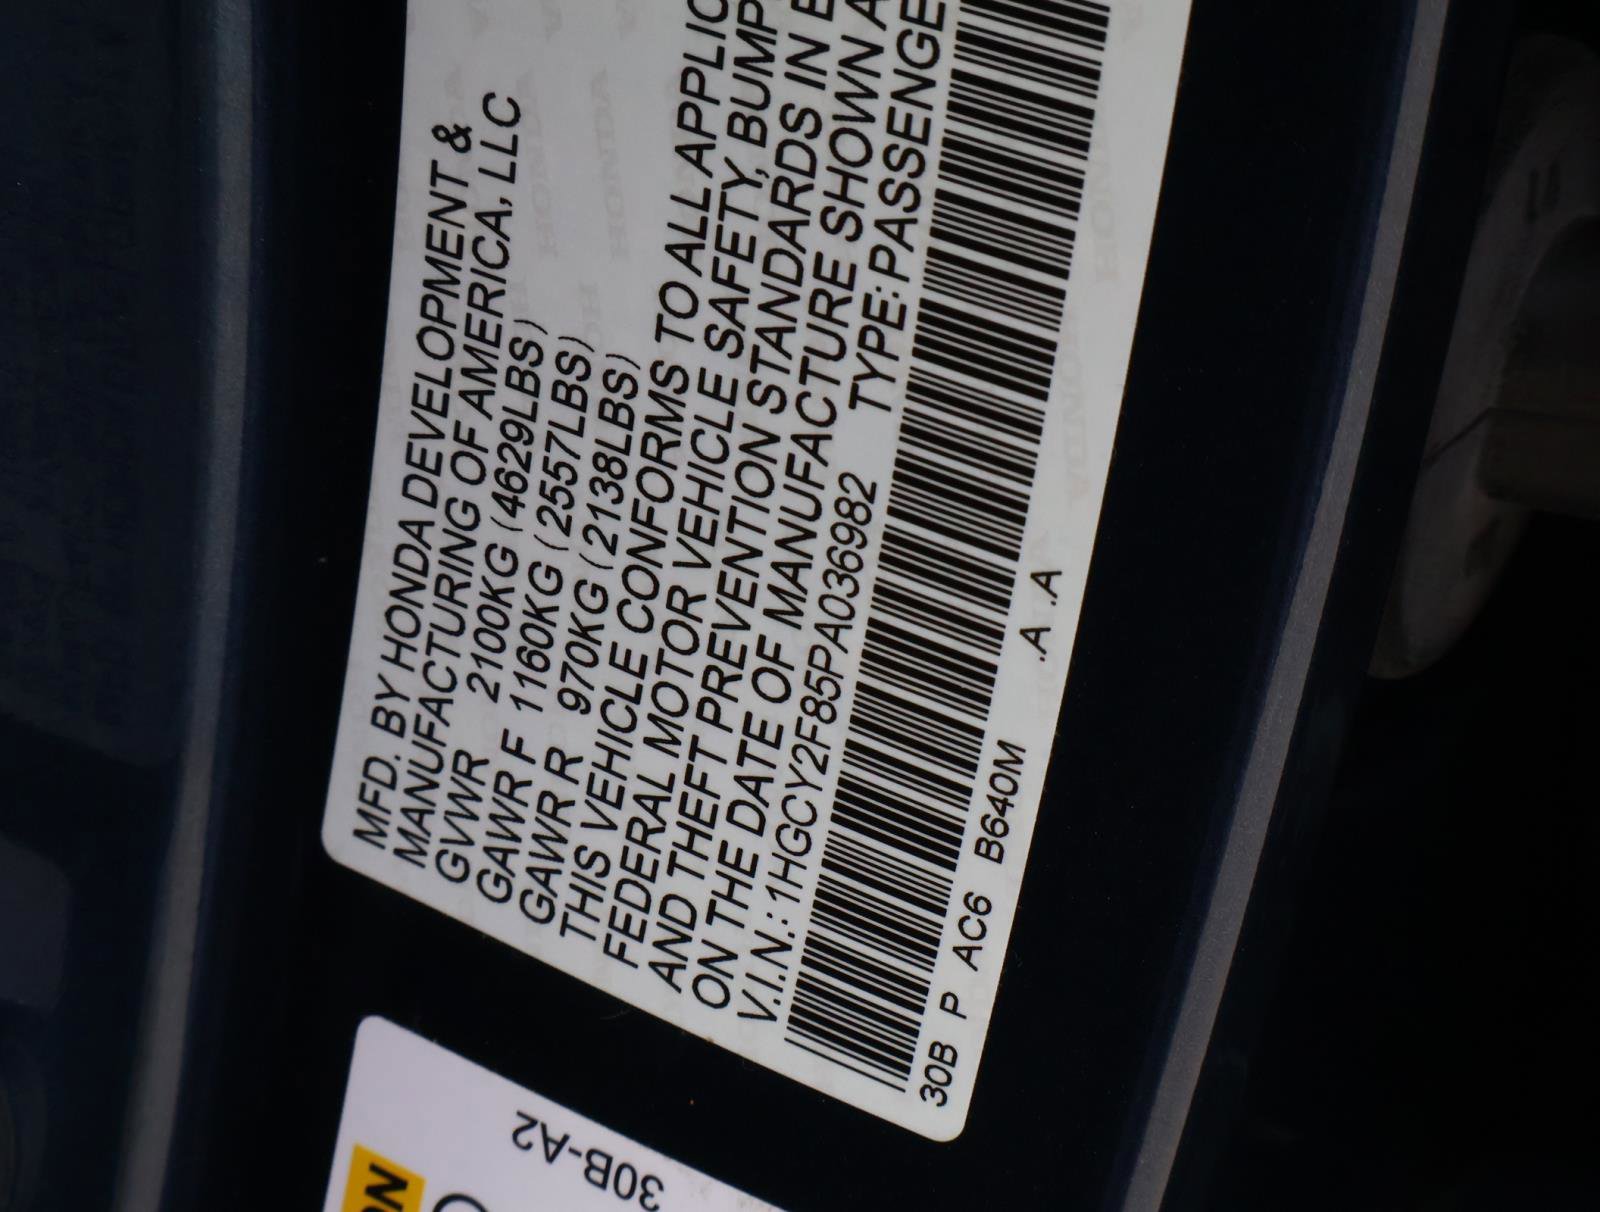 MFD. BY HONDA DEVELOPMENT &
MANUFACTURING OF AMERICA, LLC
GVWR 2100KG (4629LBS)
GAWR F 1160KG (2557LBS)
GAWR R 970KG (2138LBS)
THIS VEHICLE CONFORMS TO ALL APPLIC
FEDERAL MOTOR VEHICLE SAFETY, BUMP
AND THEFT PREVENTION STANDARDS IN E
ON THE DATE OF MANUFACTURE SHOWN A
V.I.N.: 1HGCY2F85PA036982 TYPE: PASSENGE
30B P AC6 B640M .A .A
30B-A2
ON